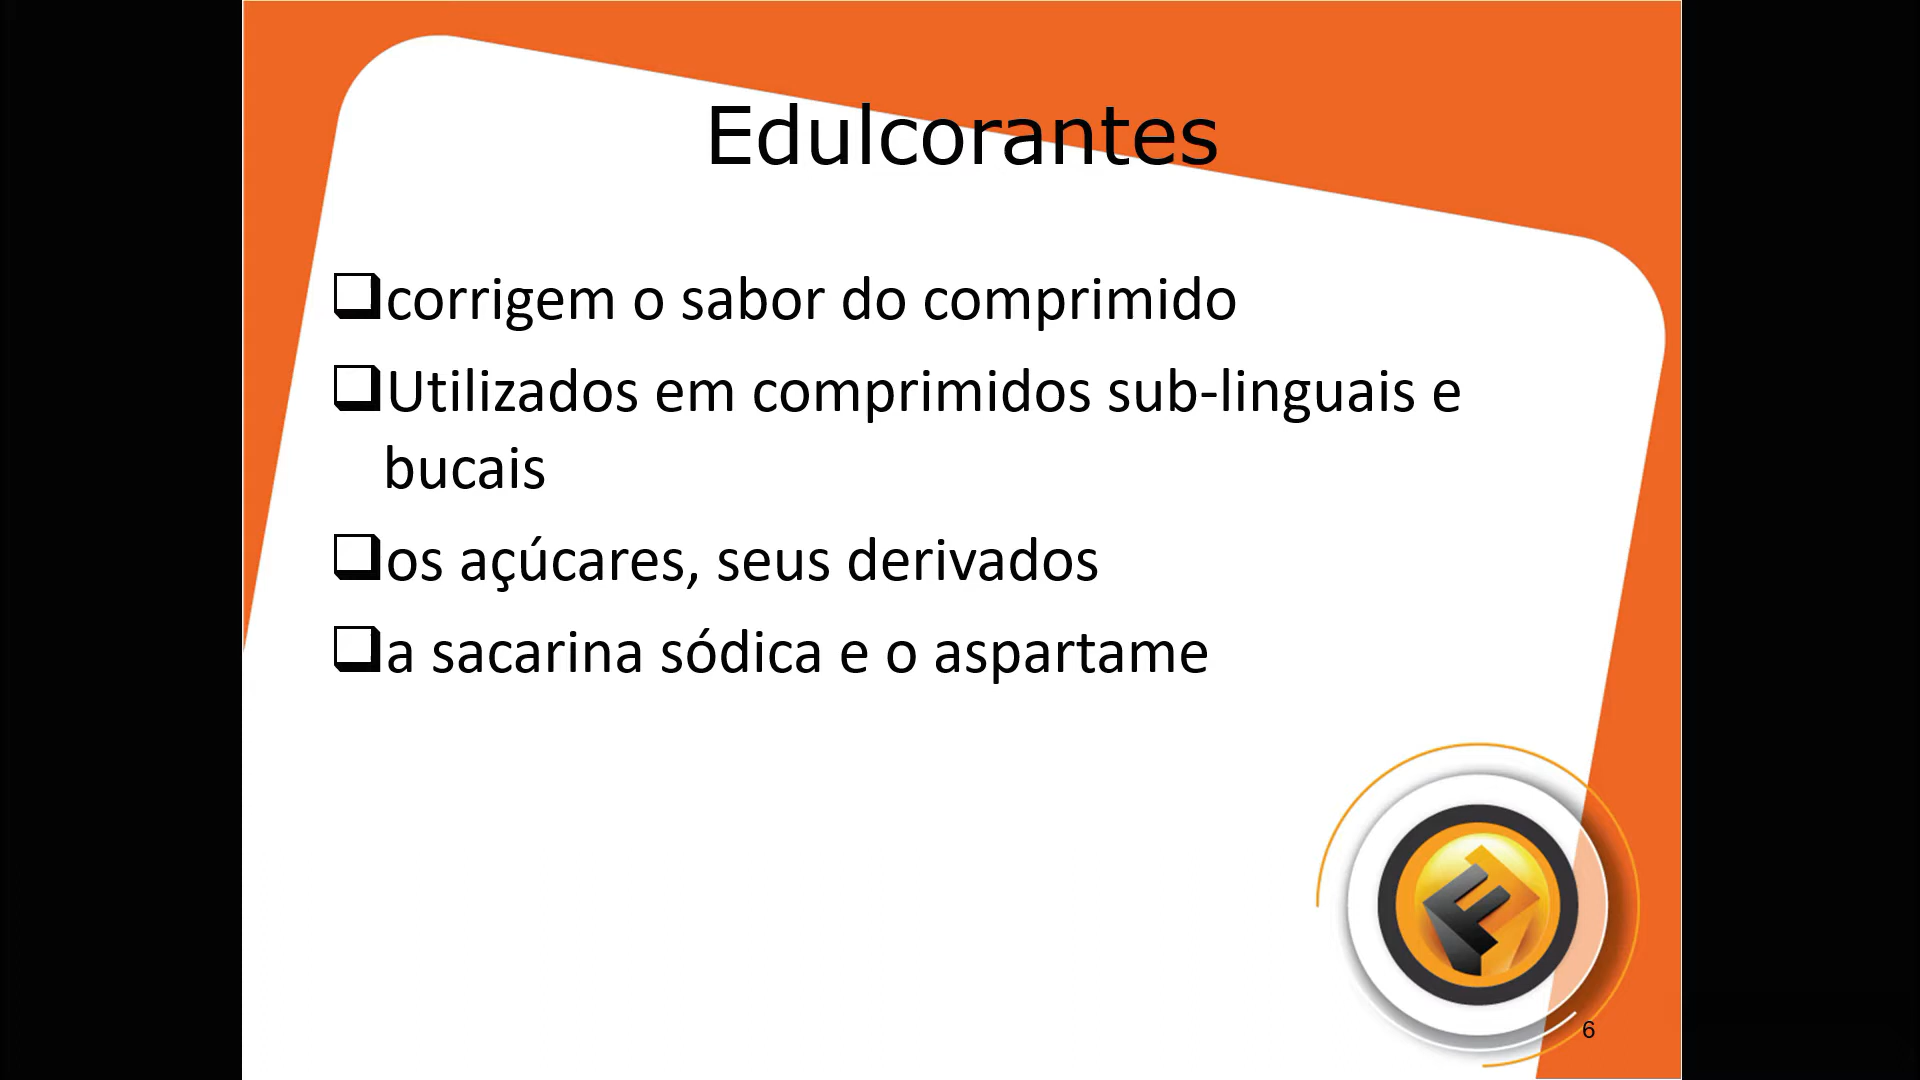 Edulcorantes
❑corrigem o sabor do comprimido
❑Utilizados em comprimidos sub-linguais e
bucais
❑os açúcares, seus derivados
❑a sacarina sódica e o aspartame
6